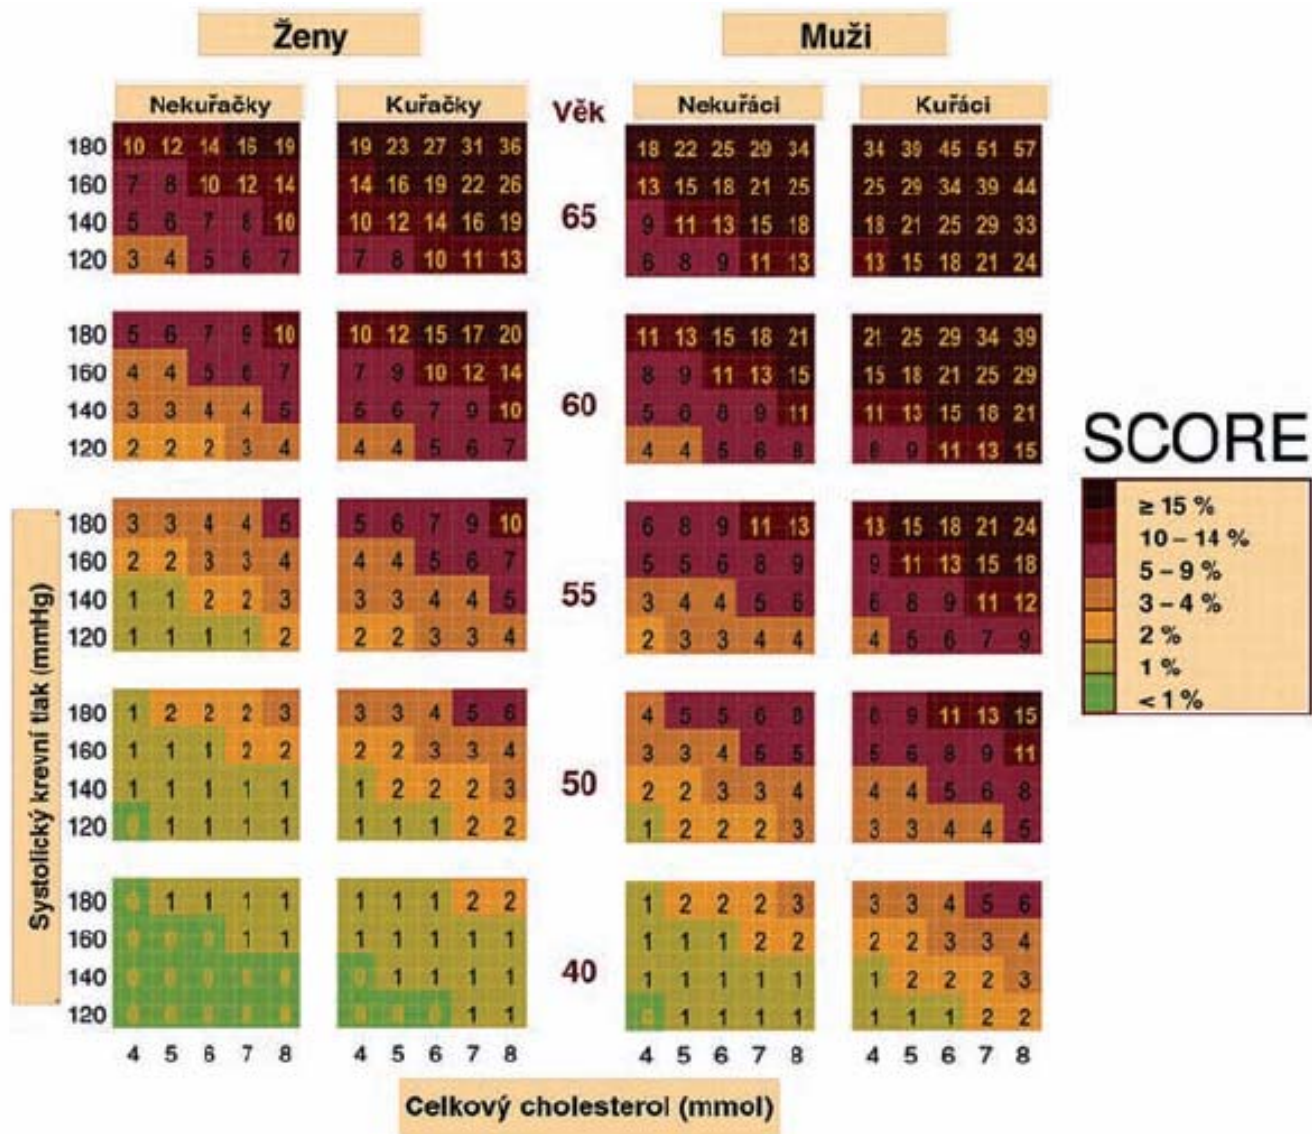 Ženy Muži
Nekuřačky Kuřačky Věk Nekuřáci Kuřáci
180 10 12 14 16 19 19 23 27 31 36 18 22 25 29 34 34 39 45 51 57
160 7 8 10 12 14 14 16 19 22 26 13 15 18 21 25 25 29 34 39 44
65
140 5 6 7 8 10 10 12 14 16 19 9 11 13 15 18 18 21 25 29 33
120 3 4 5 6 7 7 8 10 11 13 6 8 9 11 13 13 15 18 21 24
180 5 6 7 9 10 10 12 15 17 20 11 13 15 18 21 21 25 29 34 39
160 4 4 5 6 7 7 9 10 12 14 8 9 11 13 15 15 18 21 25 29
60
140 3 3 4 4 5 5 6 7 9 10 5 6 8 9 11 11 13 15 18 21
120 2 2 2 3 4 4 4 5 6 7 4 4 5 6 8 8 9 11 13 15
180 3 3 4 4 5 5 6 7 9 10 6 8 9 11 13 13 15 18 21 24
160 2 2 3 3 4 4 4 5 6 7 5 5 6 8 9 9 11 13 15 18
55
140 1 1 2 2 3 3 3 4 4 5 3 4 4 5 6 6 8 9 11 12
120 1 1 1 1 2 2 2 3 3 4 2 3 3 4 4 4 5 6 7 9
180 1 2 2 2 3 3 3 4 5 6 4 5 5 6 8 6 9 11 13 15
160 1 1 1 2 2 2 2 3 3 4 3 3 4 5 5 5 6 8 9 11
50
140 1 1 1 1 1 1 2 2 2 3 2 2 3 3 4 4 4 5 6 8
120 0 1 1 1 1 1 1 1 2 2 1 2 2 2 3 3 3 4 4 5
180 0 1 1 1 1 1 1 1 2 2 1 2 2 2 3 3 3 4 5 6
160 0 0 0 1 1 1 1 1 1 1 1 1 1 2 2 2 2 3 3 4
40
140 0 0 0 0 0 0 1 1 1 1 1 1 1 1 1 1 2 2 2 3
120 0 0 0 0 0 0 0 0 1 1 0 1 1 1 1 1 1 1 2 2
4 5 6 7 8 4 5 6 7 8 4 5 6 7 8 4 5 6 7 8
Celkový cholesterol (mmol)
Systolický krevní tlak (mmHg)
SCORE
≥ 15 %
10 – 14 %
5 – 9 %
3 – 4 %
2 %
1 %
< 1 %